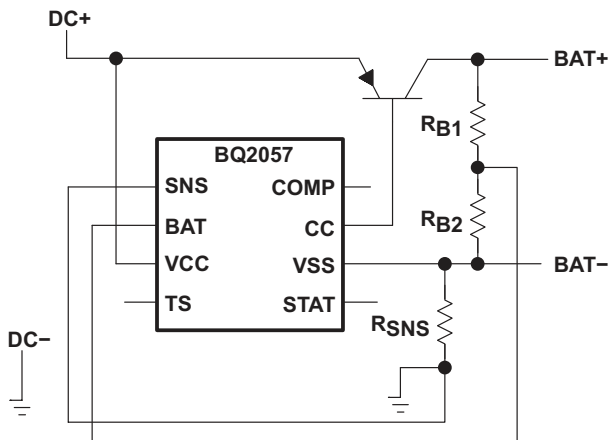 DC+
BAT+
RB1
BQ2057
SNS
COMP
BAT
CC
RB2
VCC
VSS
BAT−
TS
STAT
RSNS
DC−